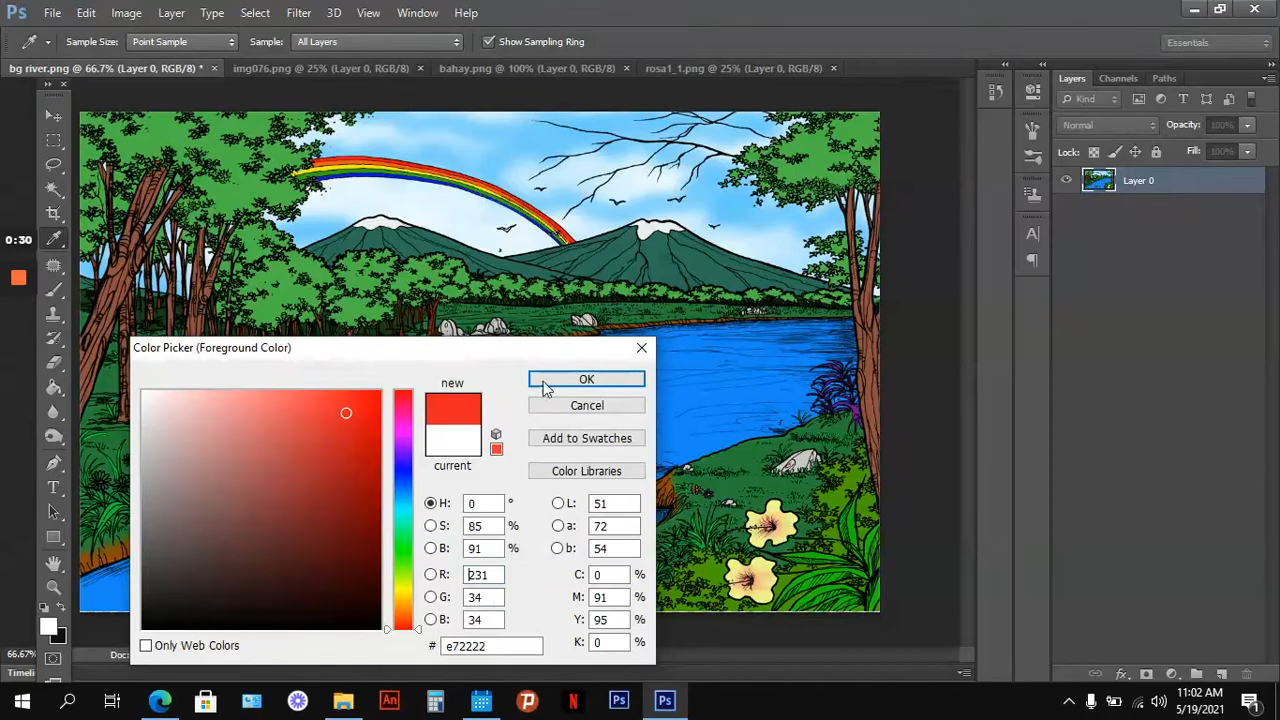 Ps File Edit Image Layer Type Select Filter 3D View Window Help
Sample Size: Point Sample Sample: All Layers Show Sampling Ring Essentials
bg river.png @ 66.7% (Layer 0, RGB/8) * × img076.png @ 25% (Layer 0, RGB/8) × bahay.png @ 100% (Layer 0, RGB/8) × rosa1_1.png @ 25% (Layer 0, RGB/8) ×
Layers Channels Paths
Kind
Normal Opacity: 100%
Lock: Fill: 100%
Layer 0
0:30
Color Picker (Foreground Color)
new
current
OK
Cancel
Add to Swatches
Color Libraries
H: 0 ° L: 51
S: 85 % a: 72
B: 91 % b: 54
R: 231 C: 0 %
G: 34 M: 91 %
B: 34 Y: 95 %
# e72222 K: 0 %
Only Web Colors
66.67% Doc:
Timeli
11:02 AM
5/19/2021